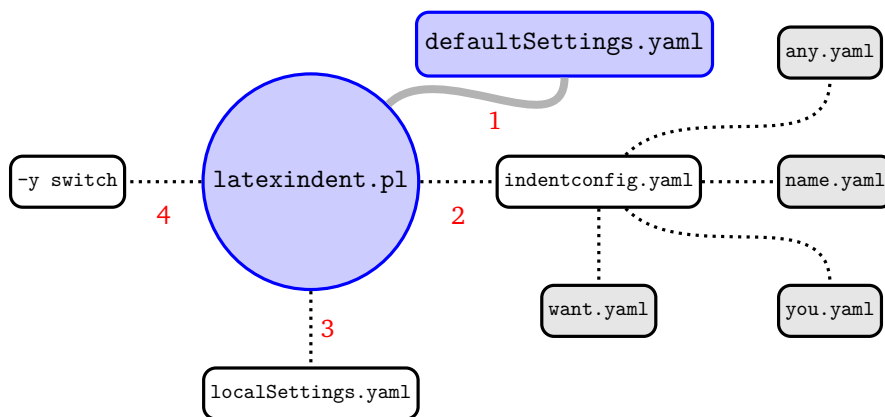 defaultSettings.yaml
any.yaml
1
-y switch
latexindent.pl
indentconfig.yaml
name.yaml
4
2
want.yaml
you.yaml
3
localSettings.yaml